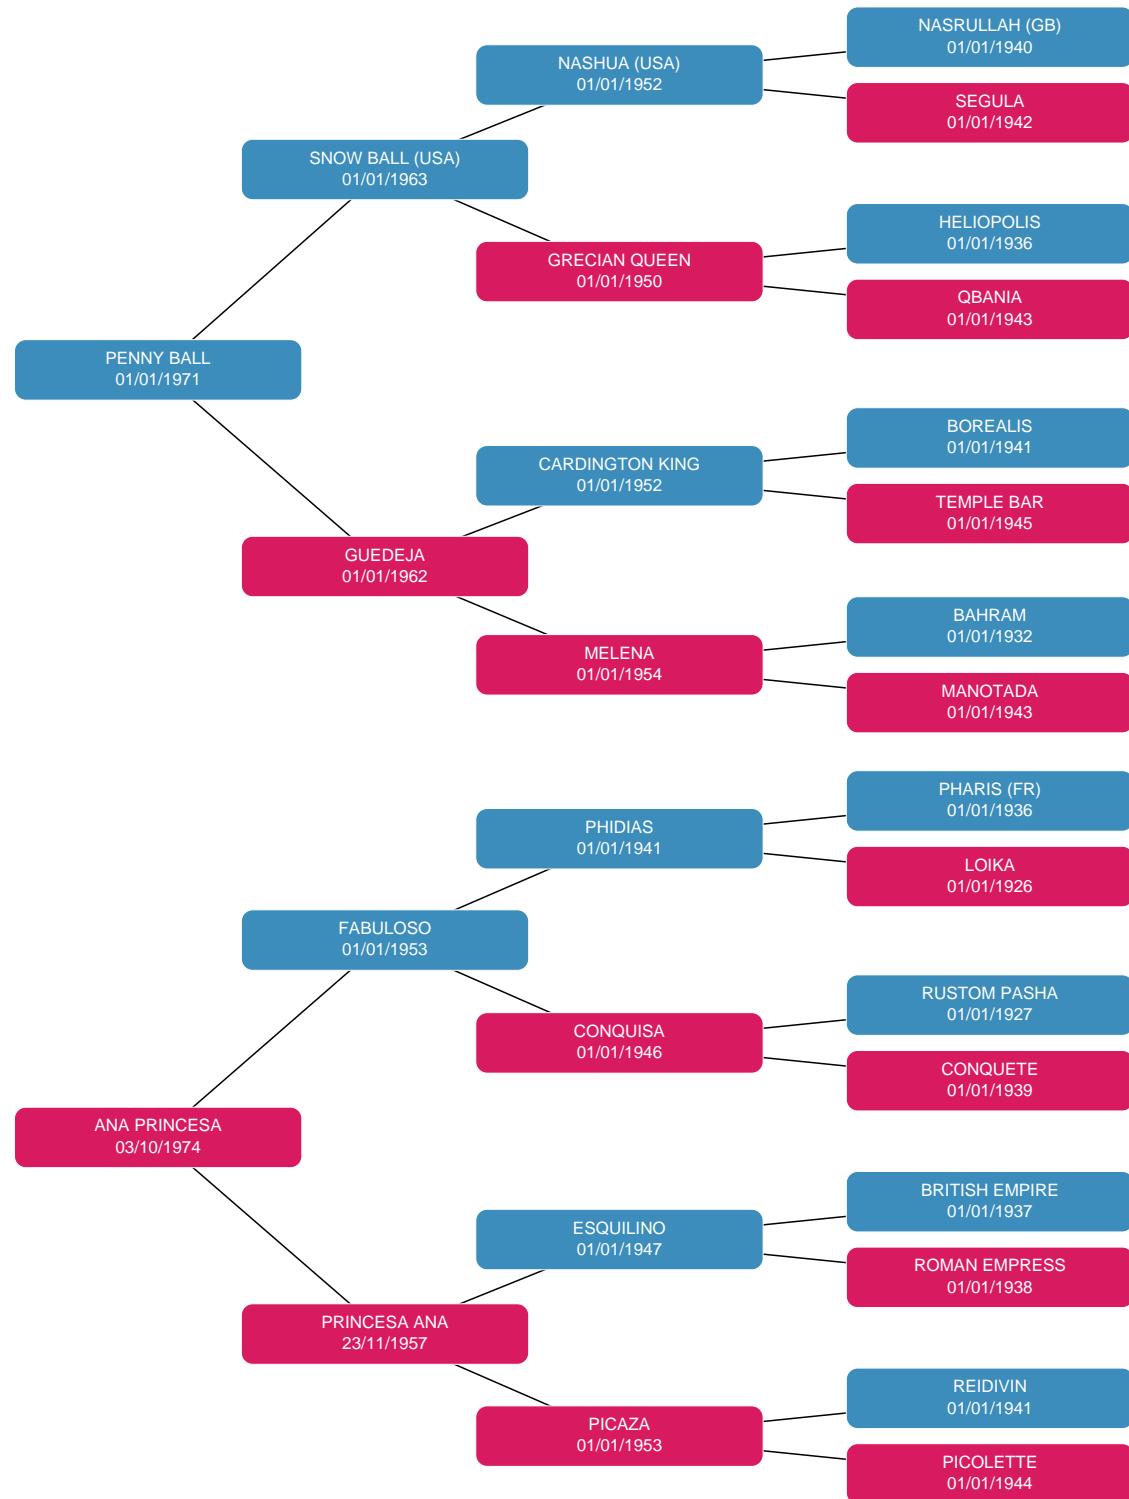 NASRULLAH (GB)
01/01/1940
NASHUA (USA)
01/01/1952
SEGULA
01/01/1942
SNOW BALL (USA)
01/01/1963
HELIOPOLIS
01/01/1936
GRECIAN QUEEN
01/01/1950
QBANIA
01/01/1943
PENNY BALL
01/01/1971
BOREALIS
01/01/1941
CARDINGTON KING
01/01/1952
TEMPLE BAR
01/01/1945
GUEDEJA
01/01/1962
BAHRAM
01/01/1932
MELENA
01/01/1954
MANOTADA
01/01/1943
PHARIS (FR)
01/01/1936
PHIDIAS
01/01/1941
LOIKA
01/01/1926
FABULOSO
01/01/1953
RUSTOM PASHA
01/01/1927
CONQUISA
01/01/1946
CONQUETE
01/01/1939
ANA PRINCESA
03/10/1974
BRITISH EMPIRE
01/01/1937
ESQUILINO
01/01/1947
ROMAN EMPRESS
01/01/1938
PRINCESA ANA
23/11/1957
REIDIVIN
01/01/1941
PICAZA
01/01/1953
PICOLETTE
01/01/1944